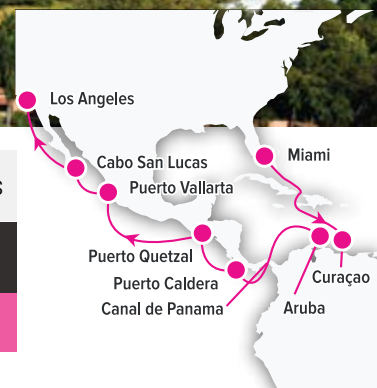 Los Angeles
Cabo San Lucas
Puerto Vallarta
Miami
Puerto Quetzal
Puerto Caldera
Canal de Panama
Curaçao
Aruba
S